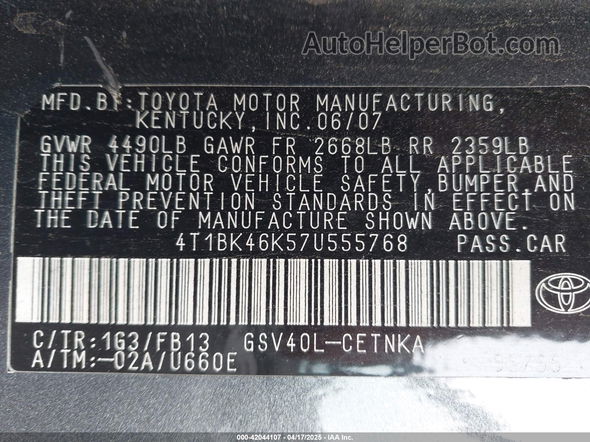 AutoHelperBot.com
MFD. BY: TOYOTA MOTOR MANUFACTURING,
KENTUCKY, INC. 06/07
GVWR 4490LB GAWR FR 2668LB RR 2359LB
THIS VEHICLE CONFORMS TO ALL APPLICABLE
FEDERAL MOTOR VEHICLE SAFETY, BUMPER, AND
THEFT PREVENTION STANDARDS IN EFFECT ON
THE DATE OF MANUFACTURE SHOWN ABOVE.
4T1BK46K57U555768 PASS. CAR
C/TR: 1G3/FB13 GSV40L-CETNKA
A/TM: -02A/U660E
000-42044107 - 04/17/2025 - IAA Inc.